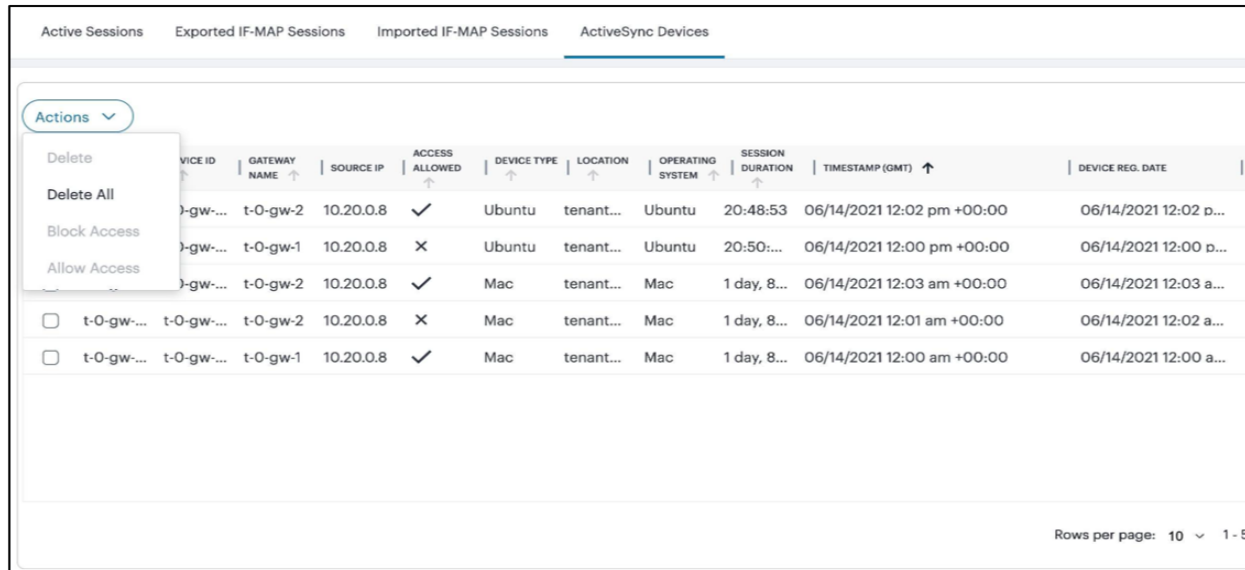 Active Sessions Exported IF-MAP Sessions Imported IF-MAP Sessions ActiveSync Devices
Actions
Delete
Delete All
Block Access
Allow Access
VICE ID GATEWAY NAME SOURCE IP ACCESS ALLOWED DEVICE TYPE LOCATION OPERATING SYSTEM SESSION DURATION TIMESTAMP (GMT) DEVICE REG. DATE
)-gw-... t-0-gw-2 10.20.0.8 ✓ Ubuntu tenant... Ubuntu 20:48:53 06/14/2021 12:02 pm +00:00 06/14/2021 12:02 p...
)-gw-... t-0-gw-1 10.20.0.8 ✕ Ubuntu tenant... Ubuntu 20:50:... 06/14/2021 12:00 pm +00:00 06/14/2021 12:00 p...
)-gw-... t-0-gw-2 10.20.0.8 ✓ Mac tenant... Mac 1 day, 8... 06/14/2021 12:03 am +00:00 06/14/2021 12:03 a...
t-0-gw-... t-0-gw-... t-0-gw-2 10.20.0.8 ✕ Mac tenant... Mac 1 day, 8... 06/14/2021 12:01 am +00:00 06/14/2021 12:02 a...
t-0-gw-... t-0-gw-... t-0-gw-1 10.20.0.8 ✓ Mac tenant... Mac 1 day, 8... 06/14/2021 12:00 am +00:00 06/14/2021 12:00 a...
Rows per page: 10 1 - 5